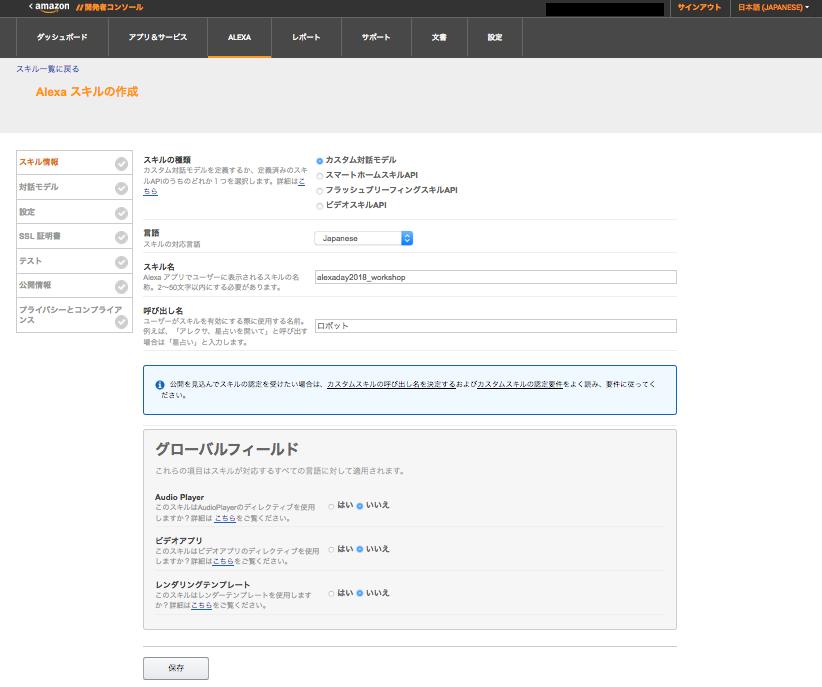 amazon //開発者コンソール
サインアウト
日本語 (JAPANESE)
ダッシュボード
アプリ&サービス
ALEXA
レポート
サポート
文書
設定
スキル一覧に戻る
Alexa スキルの作成
スキル情報
対話モデル
設定
SSL 証明書
テスト
公開情報
プライバシーとコンプライア
ンス
スキルの種類
カスタム対話モデルを定義するか、定義済みのスキ
ルAPIのうちのどれか１つを選択します。詳細はこ
ちら
カスタム対話モデル
スマートホームスキルAPI
フラッシュブリーフィングスキルAPI
ビデオスキルAPI
言語
スキルの対応言語
Japanese
スキル名
Alexa アプリでユーザーに表示されるスキルの名
称。2〜50文字以内にする必要があります。
alexaday2018_workshop
呼び出し名
ユーザーがスキルを有効にする際に使用する名前。
例えば、「アレクサ、星占いを開いて」と呼び出す
場合は「星占い」と入力します。
ロボット
公開を見込んでスキルの認定を受けたい場合は、カスタムスキルの呼び出し名を決定するおよびカスタムスキルの認定要件をよく読み、要件に従ってく
ださい。
グローバルフィールド
これらの項目はスキルが対応するすべての言語に対して適用されます。
Audio Player
このスキルはAudioPlayerのディレクティブを使用
しますか？詳細は こちらをご覧ください。
はい いいえ
ビデオアプリ
このスキルはビデオアプリのディレクティブを使用
しますか？詳細はこちらをご覧ください。
はい いいえ
レンダリングテンプレート
このスキルはレンダーテンプレートを使用します
か？詳細はこちらをご覧ください。
はい いいえ
保存